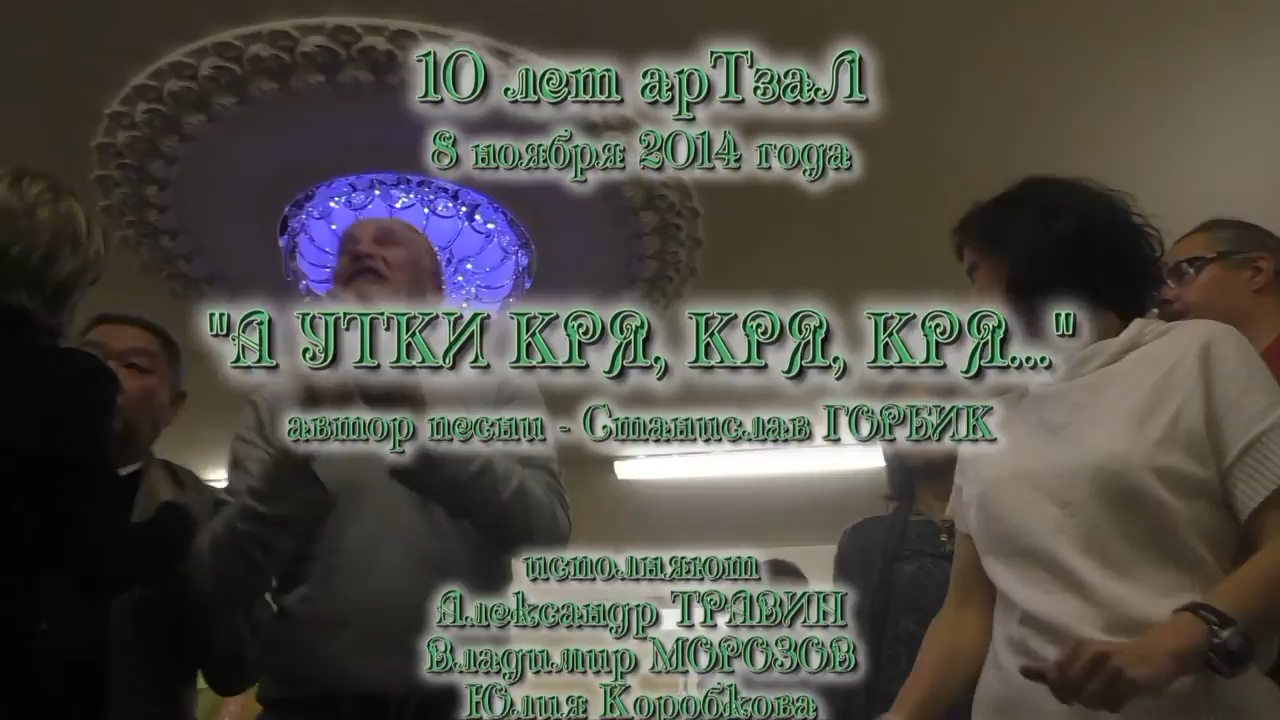 10 лет арТзаЛ
8 ноября 2014 года
"А УТКИ КРЯ, КРЯ, КРЯ..."
автор песни - Станислав ГОРБИК
исполняют
Александр ТРАВИН
Владимир МОРОЗОВ
Юлия Коробкова